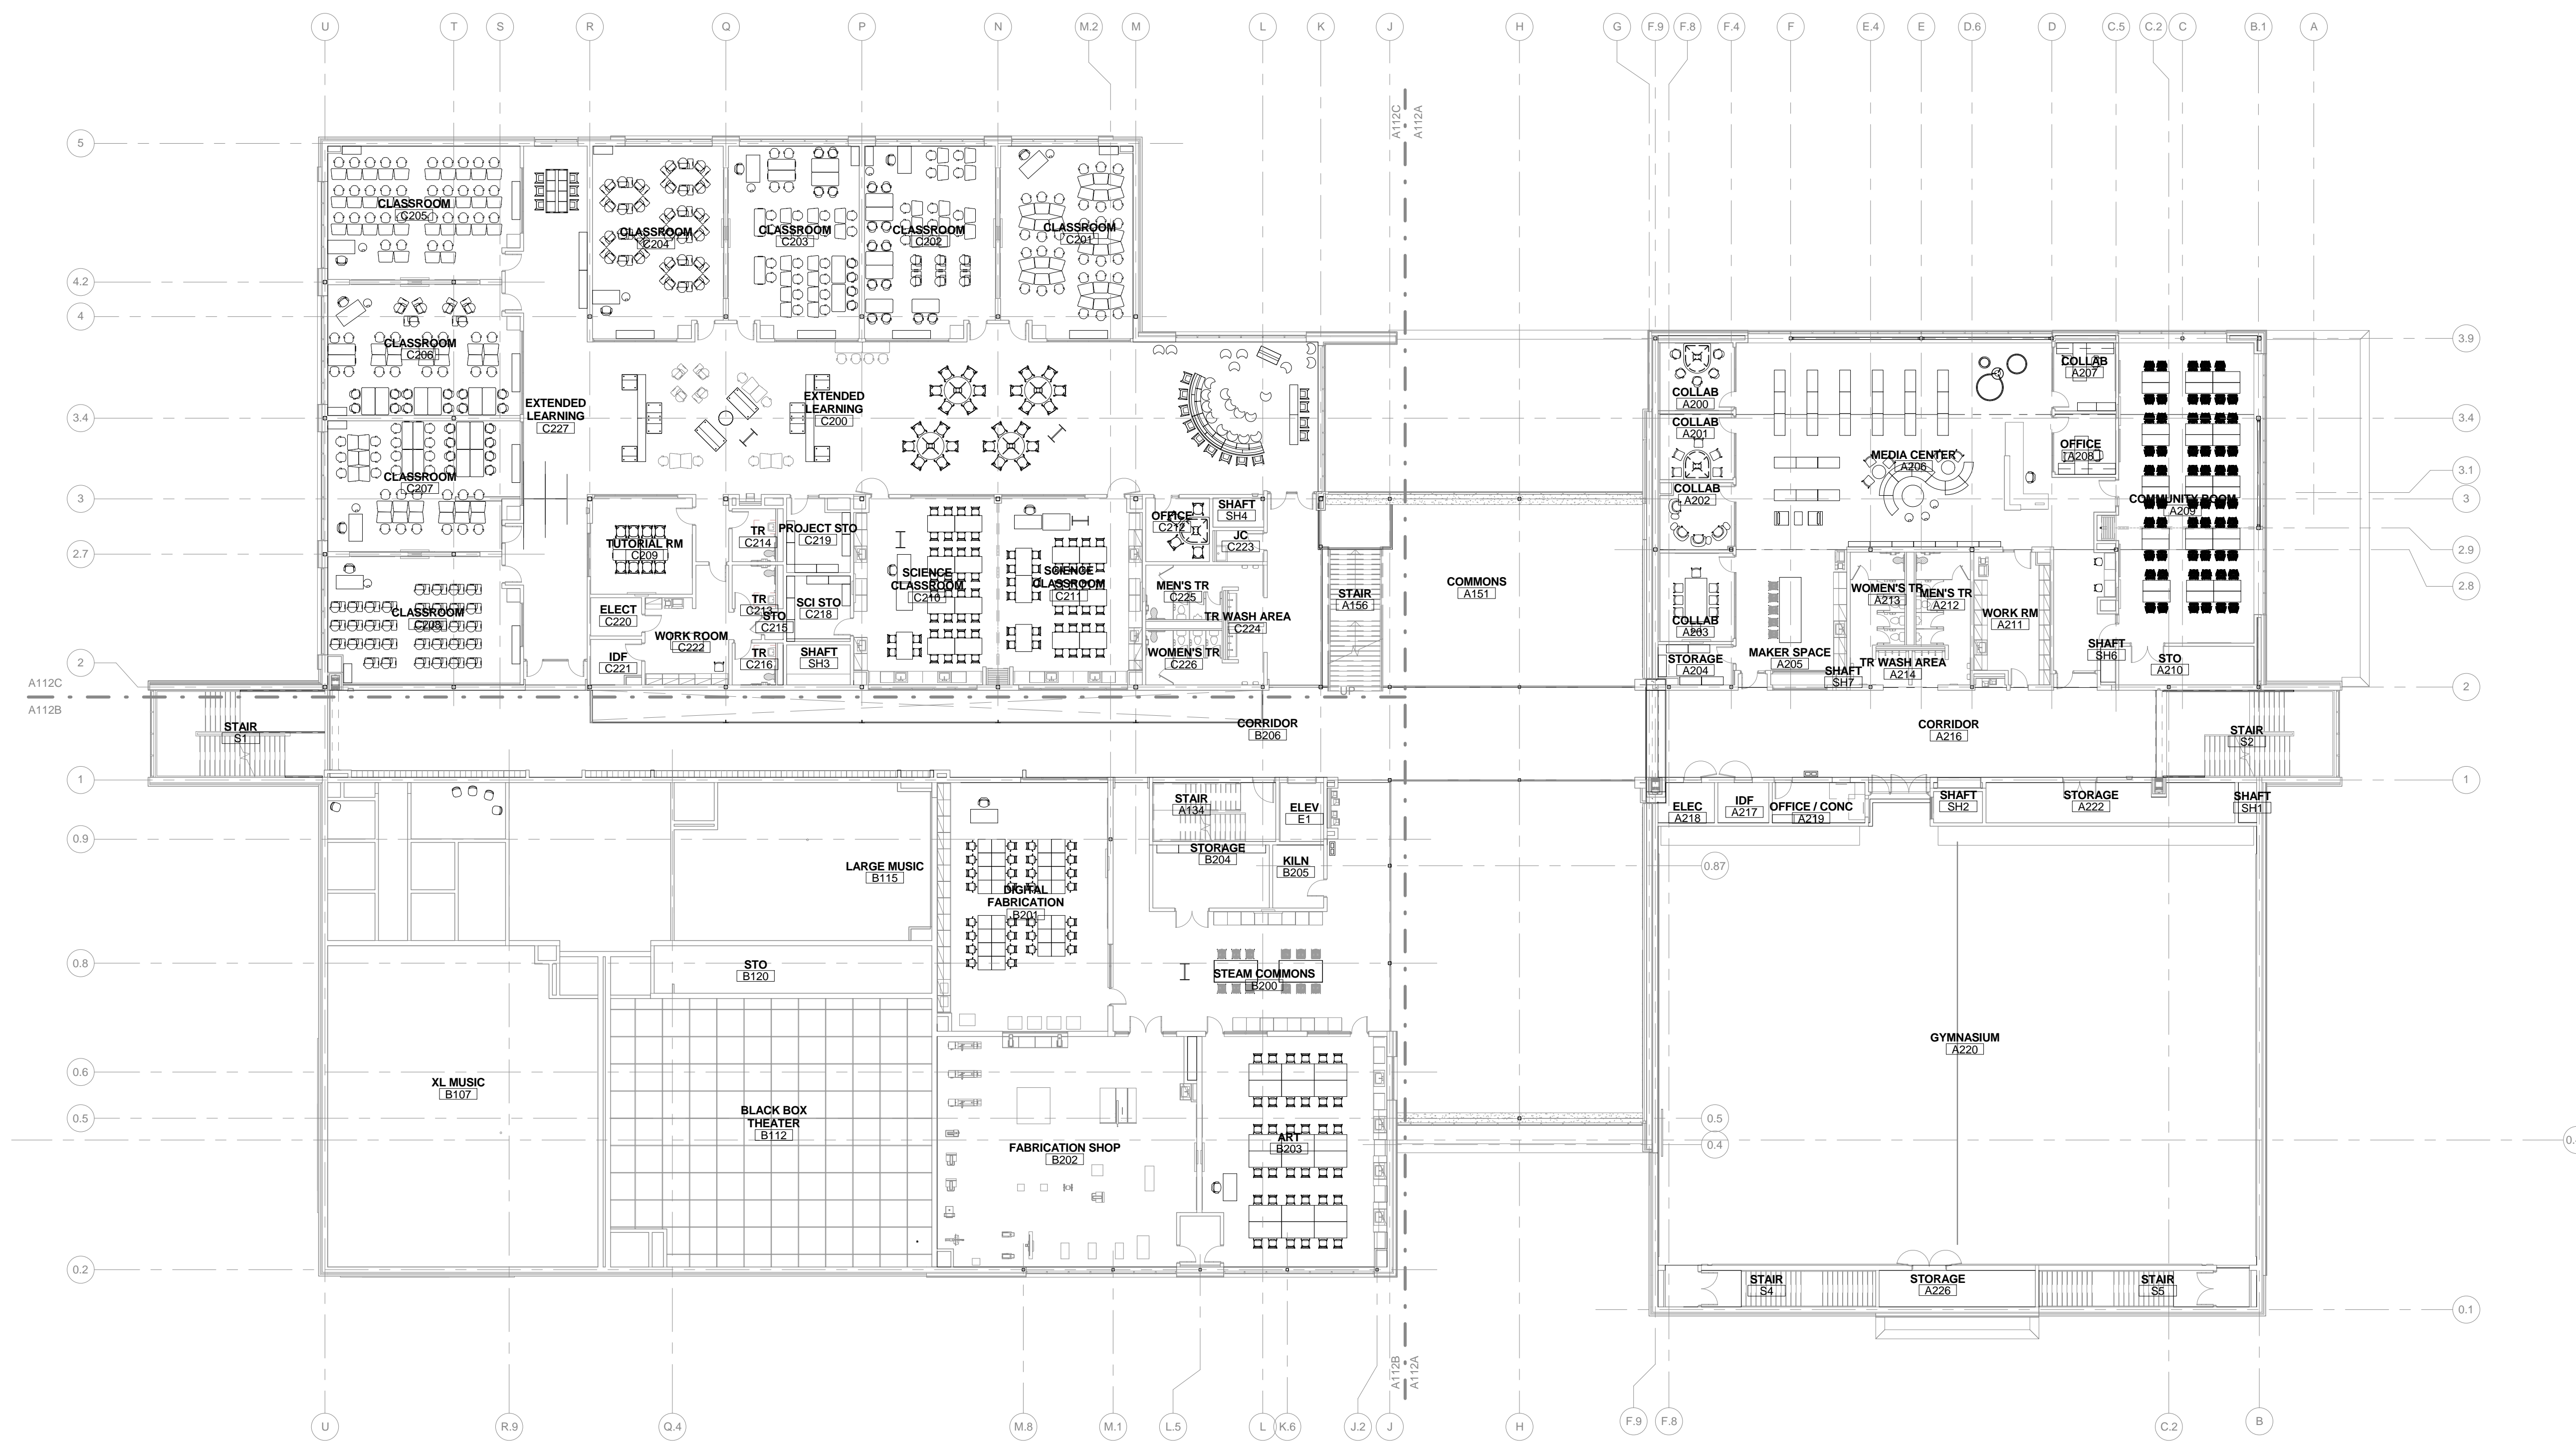 U
T
S
R
Q
P
N
M.2
M
L
K
J
H
G
F.9
F.8
F.4
F
E.4
E
D.6
D
C.5
C.2
C
B.1
A
A112C
A112A
5
4.2
4
3.4
3
2.7
2
1
0.9
0.8
0.6
0.5
0.2
3.9
3.4
3.1
3
2.9
2.8
2
1
0.87
0.5
0.4
0.1
A112C
A112B
CLASSROOM
C205
CLASSROOM
C204
CLASSROOM
C203
CLASSROOM
C202
CLASSROOM
C201
CLASSROOM
C206
EXTENDED
LEARNING
C227
EXTENDED
LEARNING
C200
CLASSROOM
C207
CLASSROOM
C208
TUTORIAL RM
C209
TR
C214
PROJECT STO
C219
TR
C213
STO
C215
SCI STO
C218
ELECT
C220
WORK ROOM
C222
IDF
C221
TR
C216
SHAFT
SH3
SCIENCE
CLASSROOM
C210
SCIENCE
CLASSROOM
C211
OFFICE
C212
SHAFT
SH4
JC
C223
MEN'S TR
C225
TR WASH AREA
C224
WOMEN'S TR
C226
STAIR
A156
UP
COMMONS
A151
COLLAB
A200
COLLAB
A201
COLLAB
A202
COLLAB
A203
STORAGE
A204
MAKER SPACE
A205
SHAFT
SH7
MEDIA CENTER
A206
COLLAB
A207
OFFICE
A208
COMMUNITY ROOM
A209
WOMEN'S TR
A213
MEN'S TR
A212
WORK RM
A211
TR WASH AREA
A214
SHAFT
SH6
STO
A210
STAIR
S1
CORRIDOR
B206
CORRIDOR
A216
STAIR
S2
LARGE MUSIC
B115
STO
B120
XL MUSIC
B107
BLACK BOX
THEATER
B112
DIGITAL
FABRICATION
B201
STAIR
A134
ELEV
E1
STORAGE
B204
KILN
B205
STEAM COMMONS
B200
FABRICATION SHOP
B202
ART
B203
ELEC
A218
IDF
A217
OFFICE / CONC
A219
SHAFT
SH2
STORAGE
A222
SHAFT
SH1
GYMNASIUM
A220
STAIR
S4
STORAGE
A226
STAIR
S5
A112B
A112A
U
R.9
Q.4
M.8
M.1
L.5
L
K.6
J.2
J
H
F.9
F.8
C.2
B